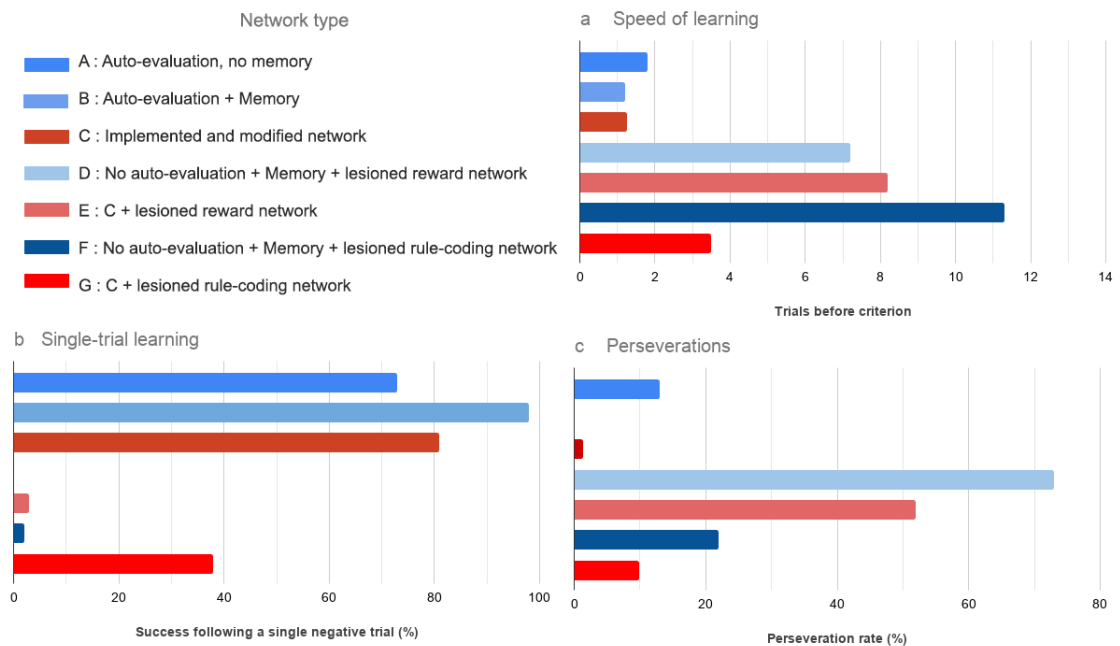 Network type
A : Auto-evaluation, no memory
B : Auto-evaluation + Memory
C : Implemented and modified network
D : No auto-evaluation + Memory + lesioned reward network
E : C + lesioned reward network
F : No auto-evaluation + Memory + lesioned rule-coding network
G : C + lesioned rule-coding network
a Speed of learning
0 2 4 6 8 10 12 14
Trials before criterion
b Single-trial learning
0 20 40 60 80 100
Success following a single negative trial (%)
c Perseverations
0 20 40 60 80
Perseveration rate (%)